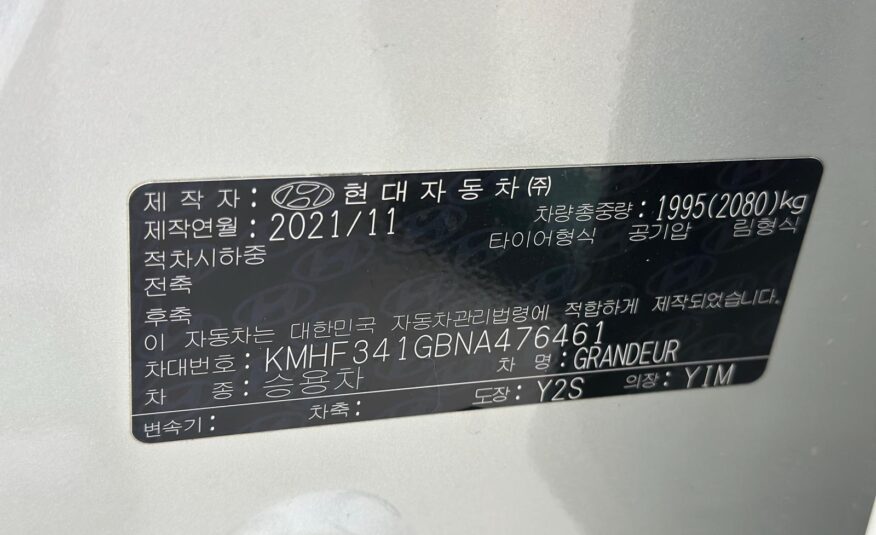 제 작 자 : 현대자동차㈜
제작연월 : 2021/11 차량총중량 : 1995(2080)kg
적차시하중 타이어형식 공기압 림형식
전축
후축
이 자동차는 대한민국 자동차관리법령에 적합하게 제작되었습니다.
차대번호 : KMHF341GBNA476461
차 종 : 승용차 차 명 : GRANDEUR
변속기 : 차축 : 도장 : Y2S 의장 : YIM